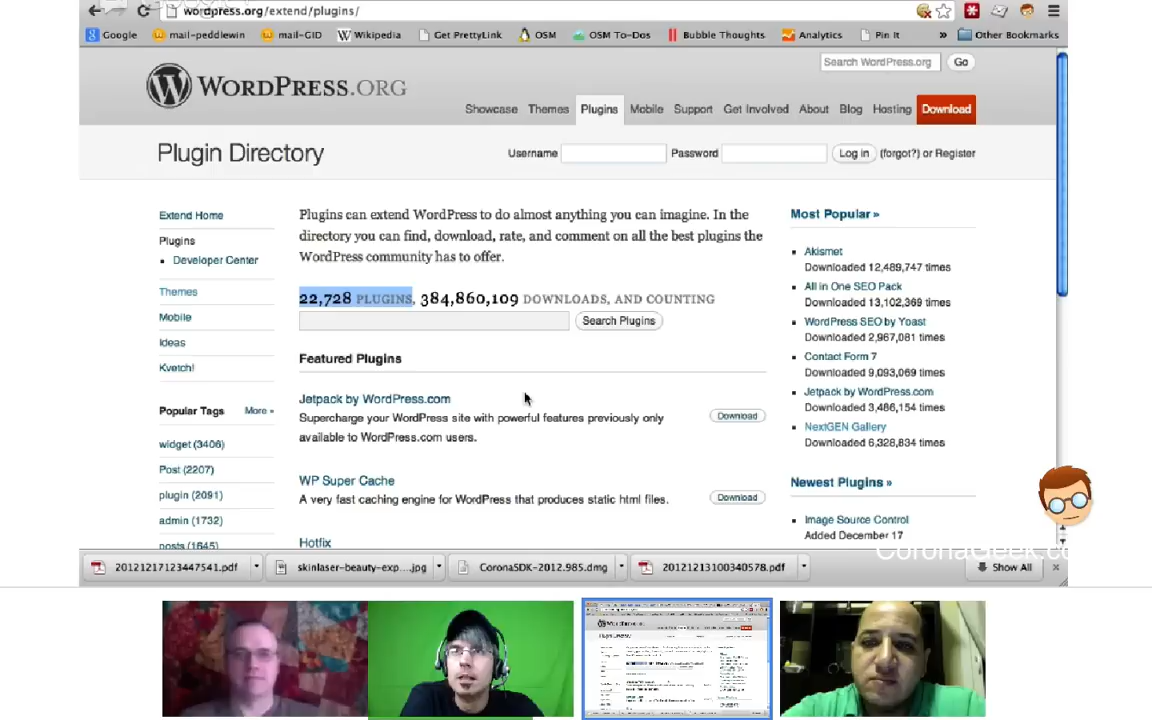 wordpress.org/extend/plugins/
Google mail-peddlewin mail-GID Wikipedia Get PrettyLink OSM OSM To-Dos Bubble Thoughts Analytics Pin It » Other Bookmarks
WORDPRESS.ORG
Search WordPress.org Go
Showcase Themes Plugins Mobile Support Get Involved About Blog Hosting Download
Plugin Directory
Username Password Log in (forgot?) or Register
Extend Home
Plugins
Developer Center
Themes
Mobile
Ideas
Kvetch!
Popular Tags More »
widget (3406)
Post (2207)
plugin (2091)
admin (1732)
posts (1645)
Plugins can extend WordPress to do almost anything you can imagine. In the
directory you can find, download, rate, and comment on all the best plugins the
WordPress community has to offer.
22,728 PLUGINS, 384,860,109 DOWNLOADS, AND COUNTING
Search Plugins
Featured Plugins
Jetpack by WordPress.com
Supercharge your WordPress site with powerful features previously only
available to WordPress.com users.
Download
WP Super Cache
A very fast caching engine for WordPress that produces static html files.
Download
Hotfix
Most Popular »
Akismet
Downloaded 12,489,747 times
All in One SEO Pack
Downloaded 13,102,369 times
WordPress SEO by Yoast
Downloaded 2,967,081 times
Contact Form 7
Downloaded 9,093,069 times
Jetpack by WordPress.com
Downloaded 3,486,154 times
NextGEN Gallery
Downloaded 6,328,834 times
Newest Plugins »
Image Source Control
Added December 17
CoronaGeek.co
20121217123447541.pdf skinlaser-beauty-exp....jpg CoronaSDK-2012.985.dmg 20121213100340578.pdf Show All